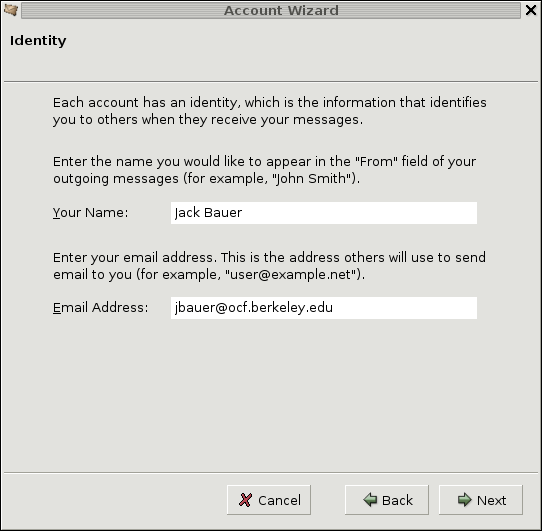 Account Wizard
Identity
Each account has an identity, which is the information that identifies
you to others when they receive your messages.
Enter the name you would like to appear in the "From" field of your
outgoing messages (for example, "John Smith").
Your Name: Jack Bauer
Enter your email address. This is the address others will use to send
email to you (for example, "user@example.net").
Email Address: jbauer@ocf.berkeley.edu
Cancel Back Next